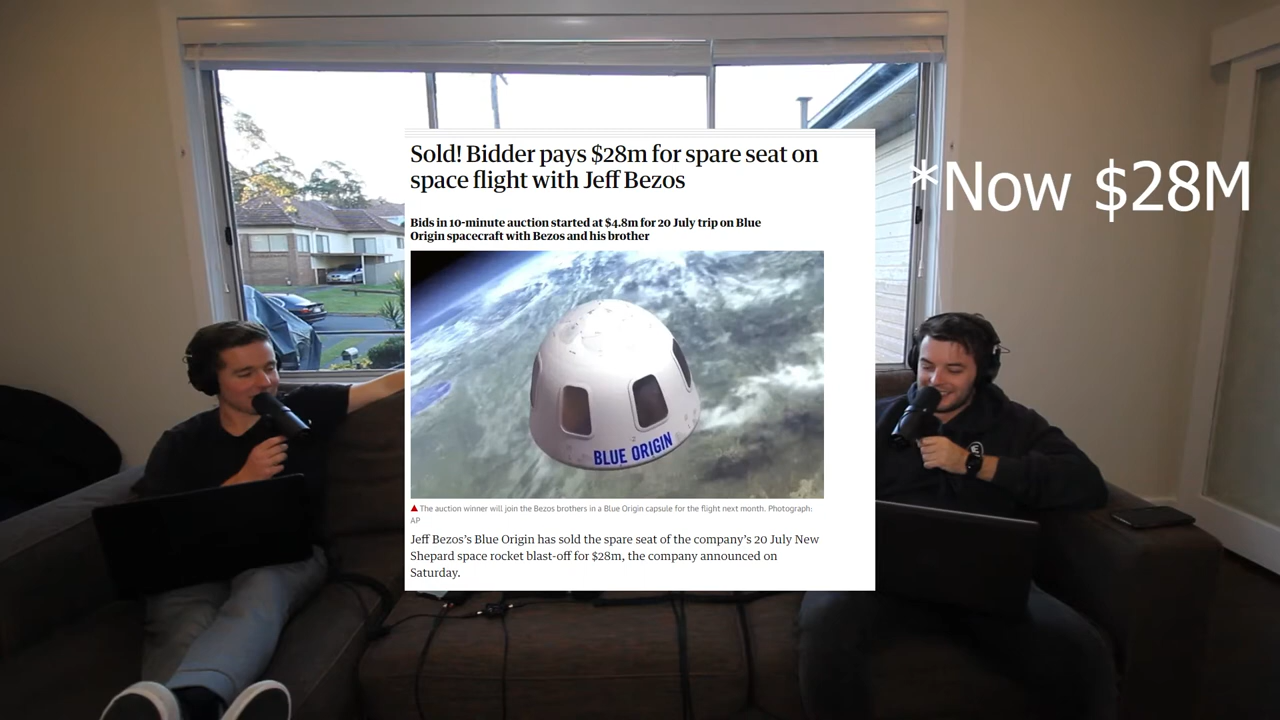 Sold! Bidder pays $28m for spare seat on
space flight with Jeff Bezos
*Now $28M
Bids in 10-minute auction started at $4.8m for 20 July trip on Blue
Origin spacecraft with Bezos and his brother
BLUE ORIGIN
The auction winner will join the Bezos brothers in a Blue Origin capsule for the flight next month. Photograph:
AP
Jeff Bezos’s Blue Origin has sold the spare seat of the company’s 20 July New
Shepard space rocket blast-off for $28m, the company announced on
Saturday.